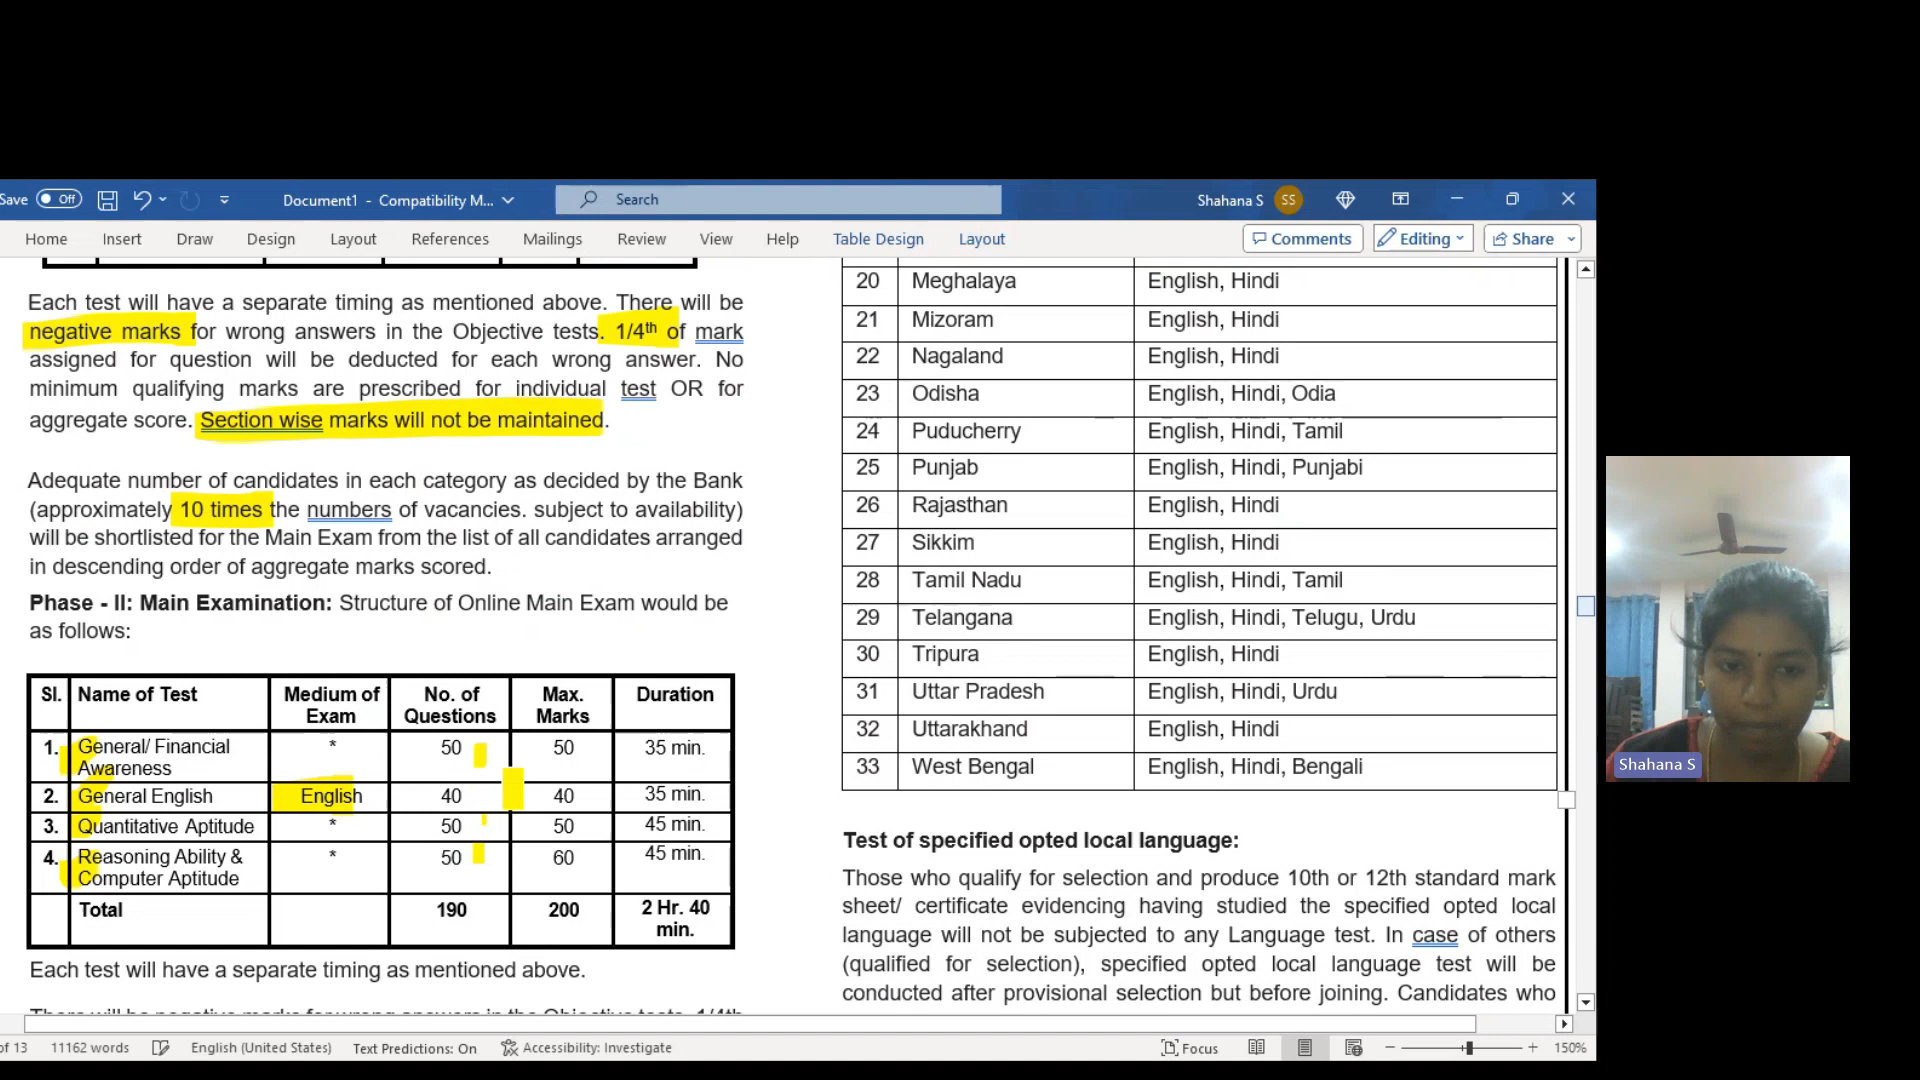 Save Off Document1 - Compatibility M... Search Shahana S SS
Home Insert Draw Design Layout References Mailings Review View Help Table Design Layout Comments Editing Share
Each test will have a separate timing as mentioned above. There will be
negative marks for wrong answers in the Objective tests. 1/4th of mark
assigned for question will be deducted for each wrong answer. No
minimum qualifying marks are prescribed for individual test OR for
aggregate score. Section wise marks will not be maintained.
Adequate number of candidates in each category as decided by the Bank
(approximately 10 times the numbers of vacancies. subject to availability)
will be shortlisted for the Main Exam from the list of all candidates arranged
in descending order of aggregate marks scored.
Phase - II: Main Examination: Structure of Online Main Exam would be
as follows:
Sl. Name of Test Medium of Exam No. of Questions Max. Marks Duration
1. General/ Financial Awareness * 50 50 35 min.
2. General English English 40 40 35 min.
3. Quantitative Aptitude * 50 50 45 min.
4. Reasoning Ability & Computer Aptitude * 50 60 45 min.
Total 190 200 2 Hr. 40 min.
Each test will have a separate timing as mentioned above.
There will be negative marks for wrong answers in the Objective tests. 1/4th
20 Meghalaya English, Hindi
21 Mizoram English, Hindi
22 Nagaland English, Hindi
23 Odisha English, Hindi, Odia
24 Puducherry English, Hindi, Tamil
25 Punjab English, Hindi, Punjabi
26 Rajasthan English, Hindi
27 Sikkim English, Hindi
28 Tamil Nadu English, Hindi, Tamil
29 Telangana English, Hindi, Telugu, Urdu
30 Tripura English, Hindi
31 Uttar Pradesh English, Hindi, Urdu
32 Uttarakhand English, Hindi
33 West Bengal English, Hindi, Bengali
Test of specified opted local language:
Those who qualify for selection and produce 10th or 12th standard mark
sheet/ certificate evidencing having studied the specified opted local
language will not be subjected to any Language test. In case of others
(qualified for selection), specified opted local language test will be
conducted after provisional selection but before joining. Candidates who
Shahana S
of 13 11162 words English (United States) Text Predictions: On Accessibility: Investigate Focus 150%